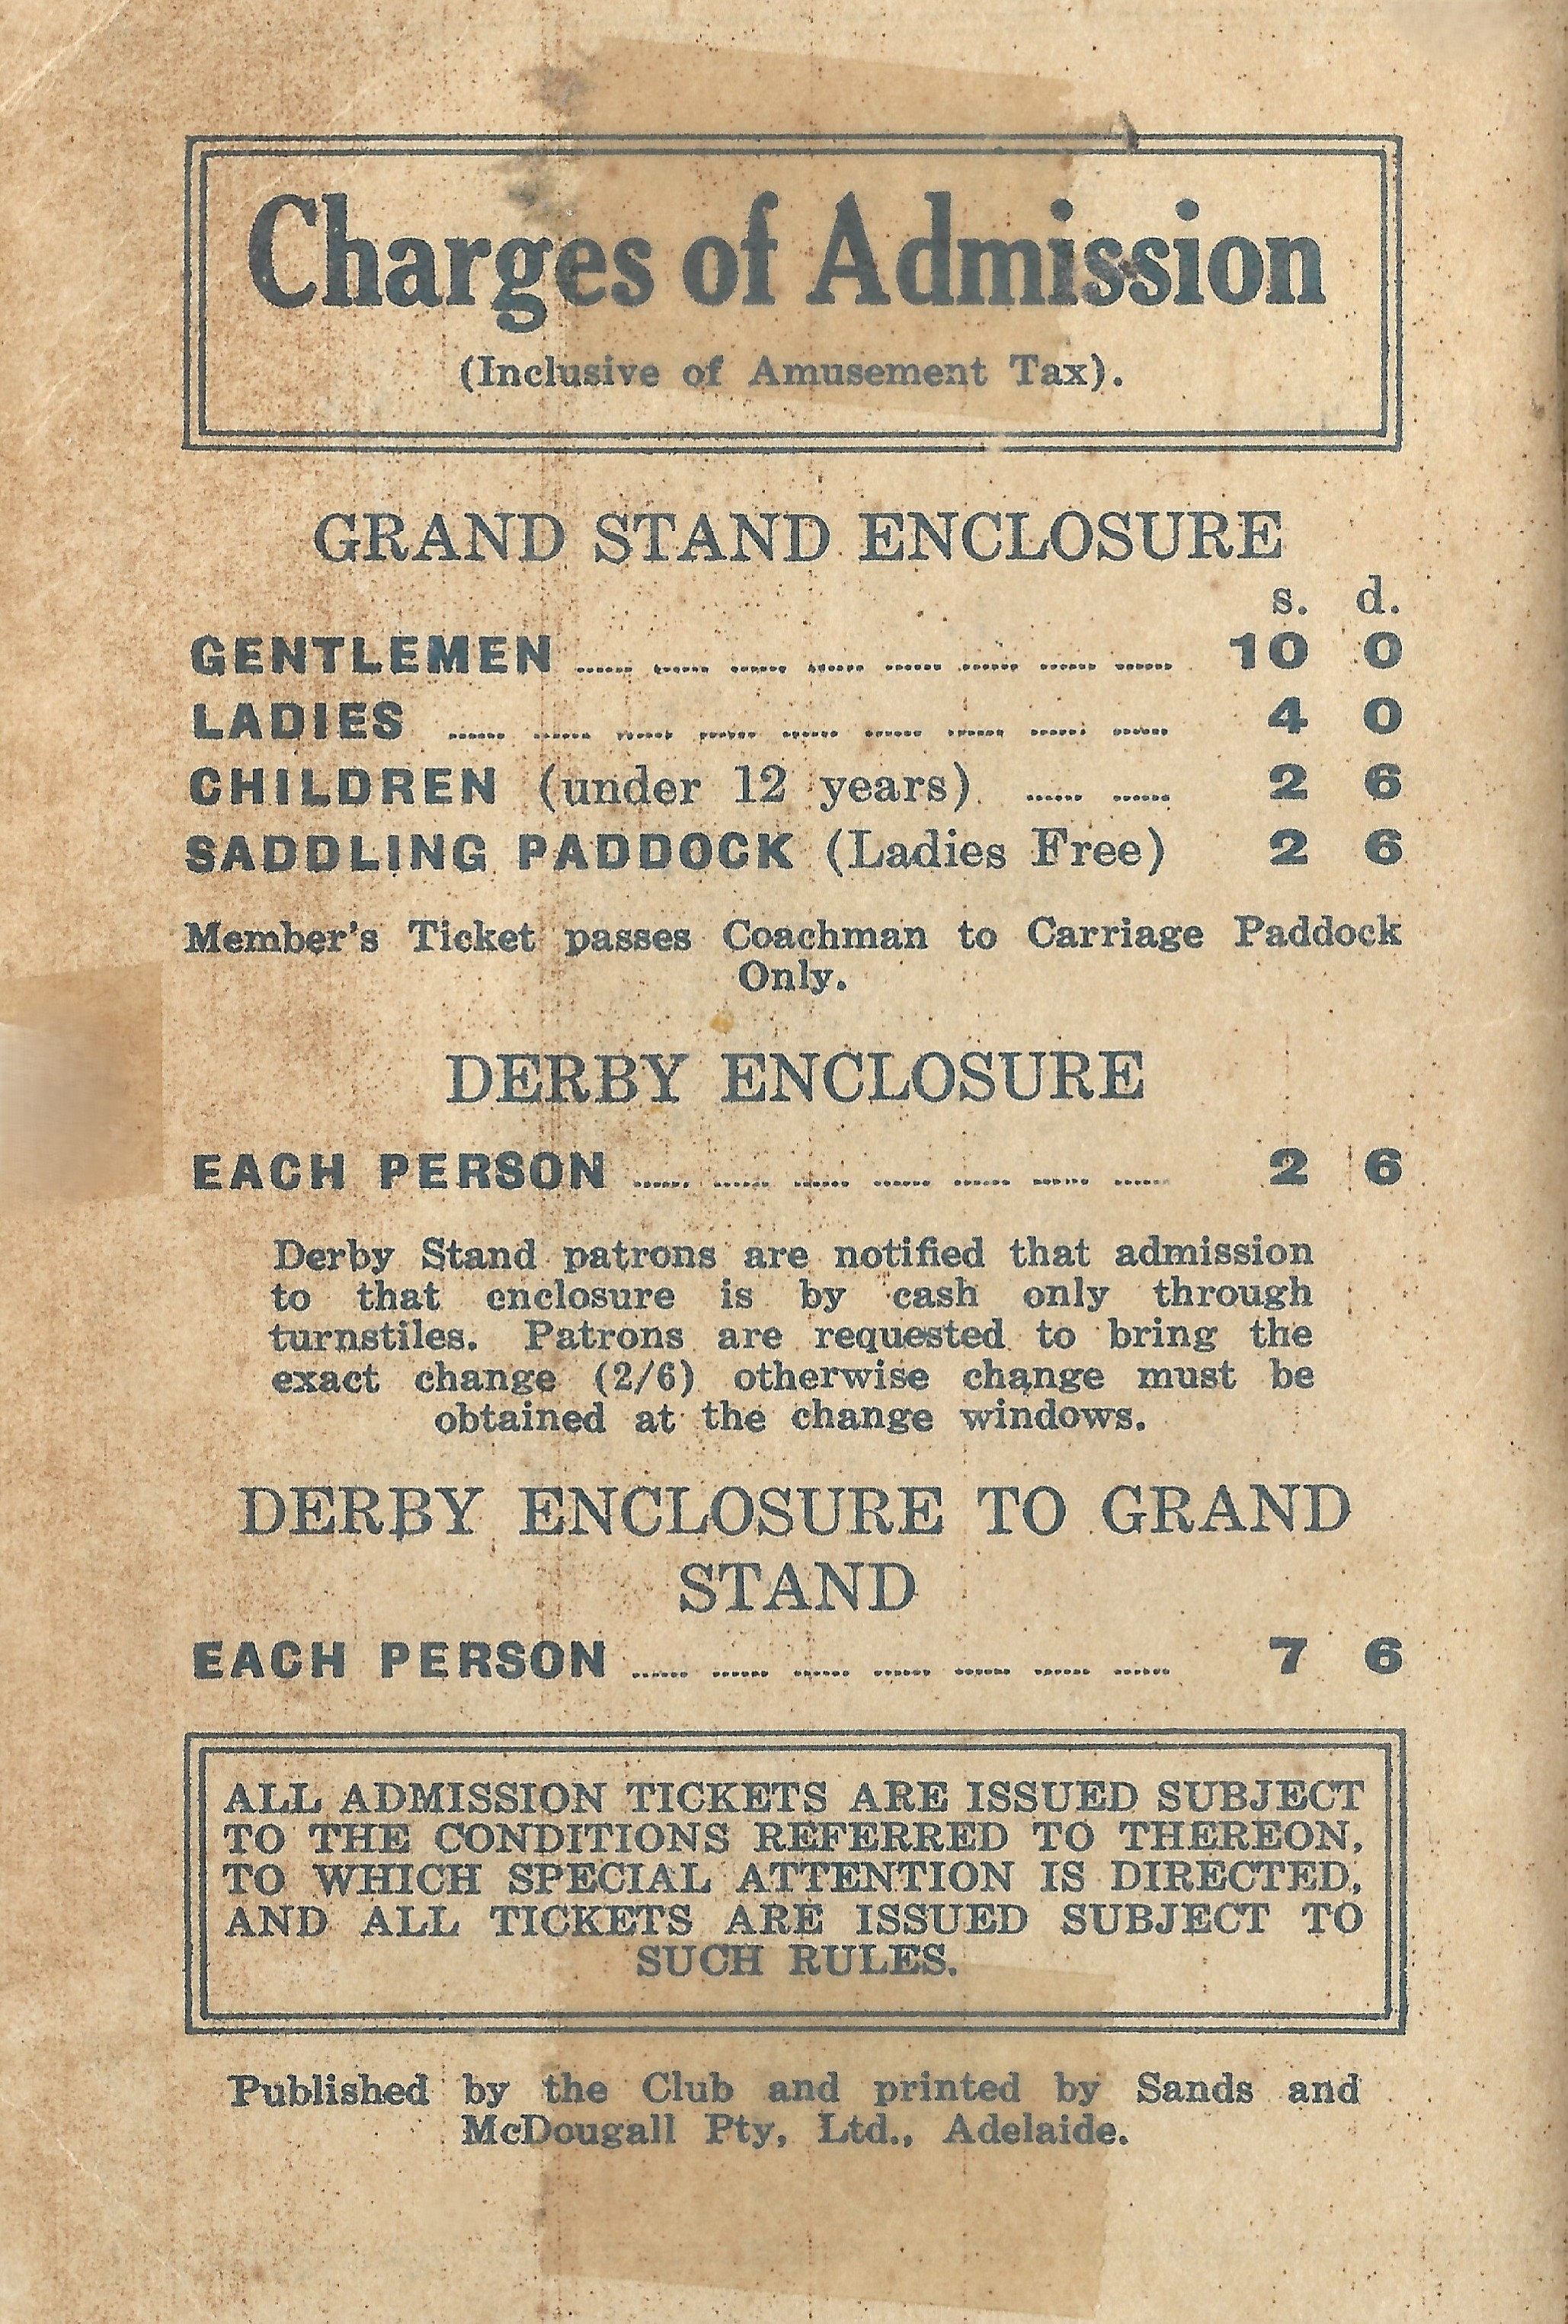 Charges of Admission
(Inclusive of Amusement Tax).
GRAND STAND ENCLOSURE
s. d.
GENTLEMEN ...... ...... ...... ...... ...... ...... ...... ...... 10 0
LADIES ...... ...... ...... ...... ...... ...... ...... ...... ...... 4 0
CHILDREN (under 12 years) ...... ...... 2 6
SADDLING PADDOCK (Ladies Free) 2 6
Member's Ticket passes Coachman to Carriage Paddock
Only.
DERBY ENCLOSURE
EACH PERSON ...... ...... ...... ...... ...... ...... ...... 2 6
Derby Stand patrons are notified that admission
to that enclosure is by cash only through
turnstiles. Patrons are requested to bring the
exact change (2/6) otherwise change must be
obtained at the change windows.
DERBY ENCLOSURE TO GRAND
STAND
EACH PERSON ...... ...... ...... ...... ...... ...... ...... 7 6
ALL ADMISSION TICKETS ARE ISSUED SUBJECT
TO THE CONDITIONS REFERRED TO THEREON,
TO WHICH SPECIAL ATTENTION IS DIRECTED,
AND ALL TICKETS ARE ISSUED SUBJECT TO
SUCH RULES.
Published by the Club and printed by Sands and
McDougall Pty, Ltd., Adelaide.